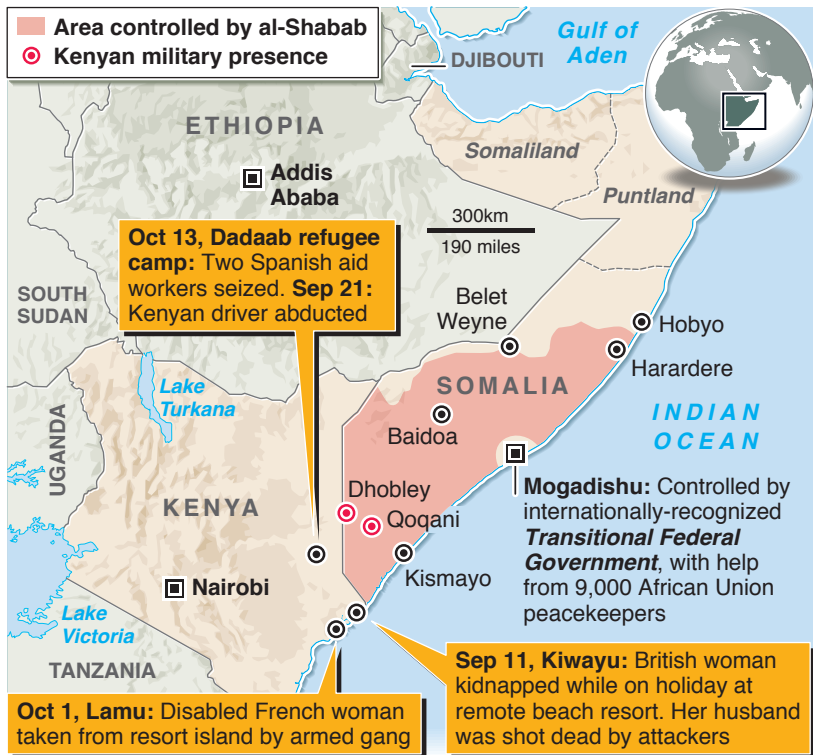 Area controlled by al-Shabab
Kenyan military presence
DJIBOUTI
Gulf of
Aden
ETHIOPIA
Somaliland
Addis
Ababa
Puntland
300km
190 miles
Oct 13, Dadaab refugee
camp: Two Spanish aid
workers seized. Sep 21:
Kenyan driver abducted
SOUTH
SUDAN
Belet
Weyne
Hobyo
Harardere
Lake
Turkana
SOMALIA
INDIAN
OCEAN
UGANDA
Baidoa
KENYA
Dhobley
Qoqani
Mogadishu: Controlled by
internationally-recognized
Transitional Federal
Government, with help
from 9,000 African Union
peacekeepers
Kismayo
Nairobi
Lake
Victoria
TANZANIA
Sep 11, Kiwayu: British woman
kidnapped while on holiday at
remote beach resort. Her husband
was shot dead by attackers
Oct 1, Lamu: Disabled French woman
taken from resort island by armed gang